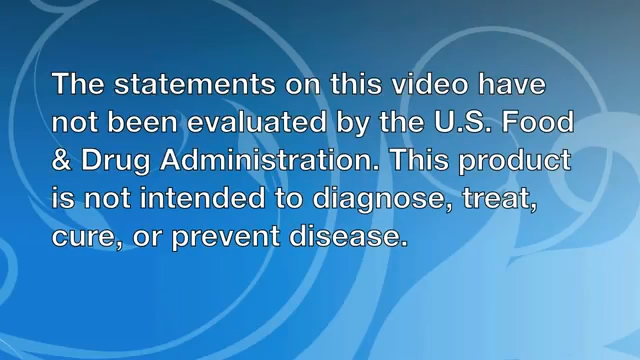 The statements on this video have
not been evaluated by the U.S. Food
& Drug Administration. This product
is not intended to diagnose, treat,
cure, or prevent disease.